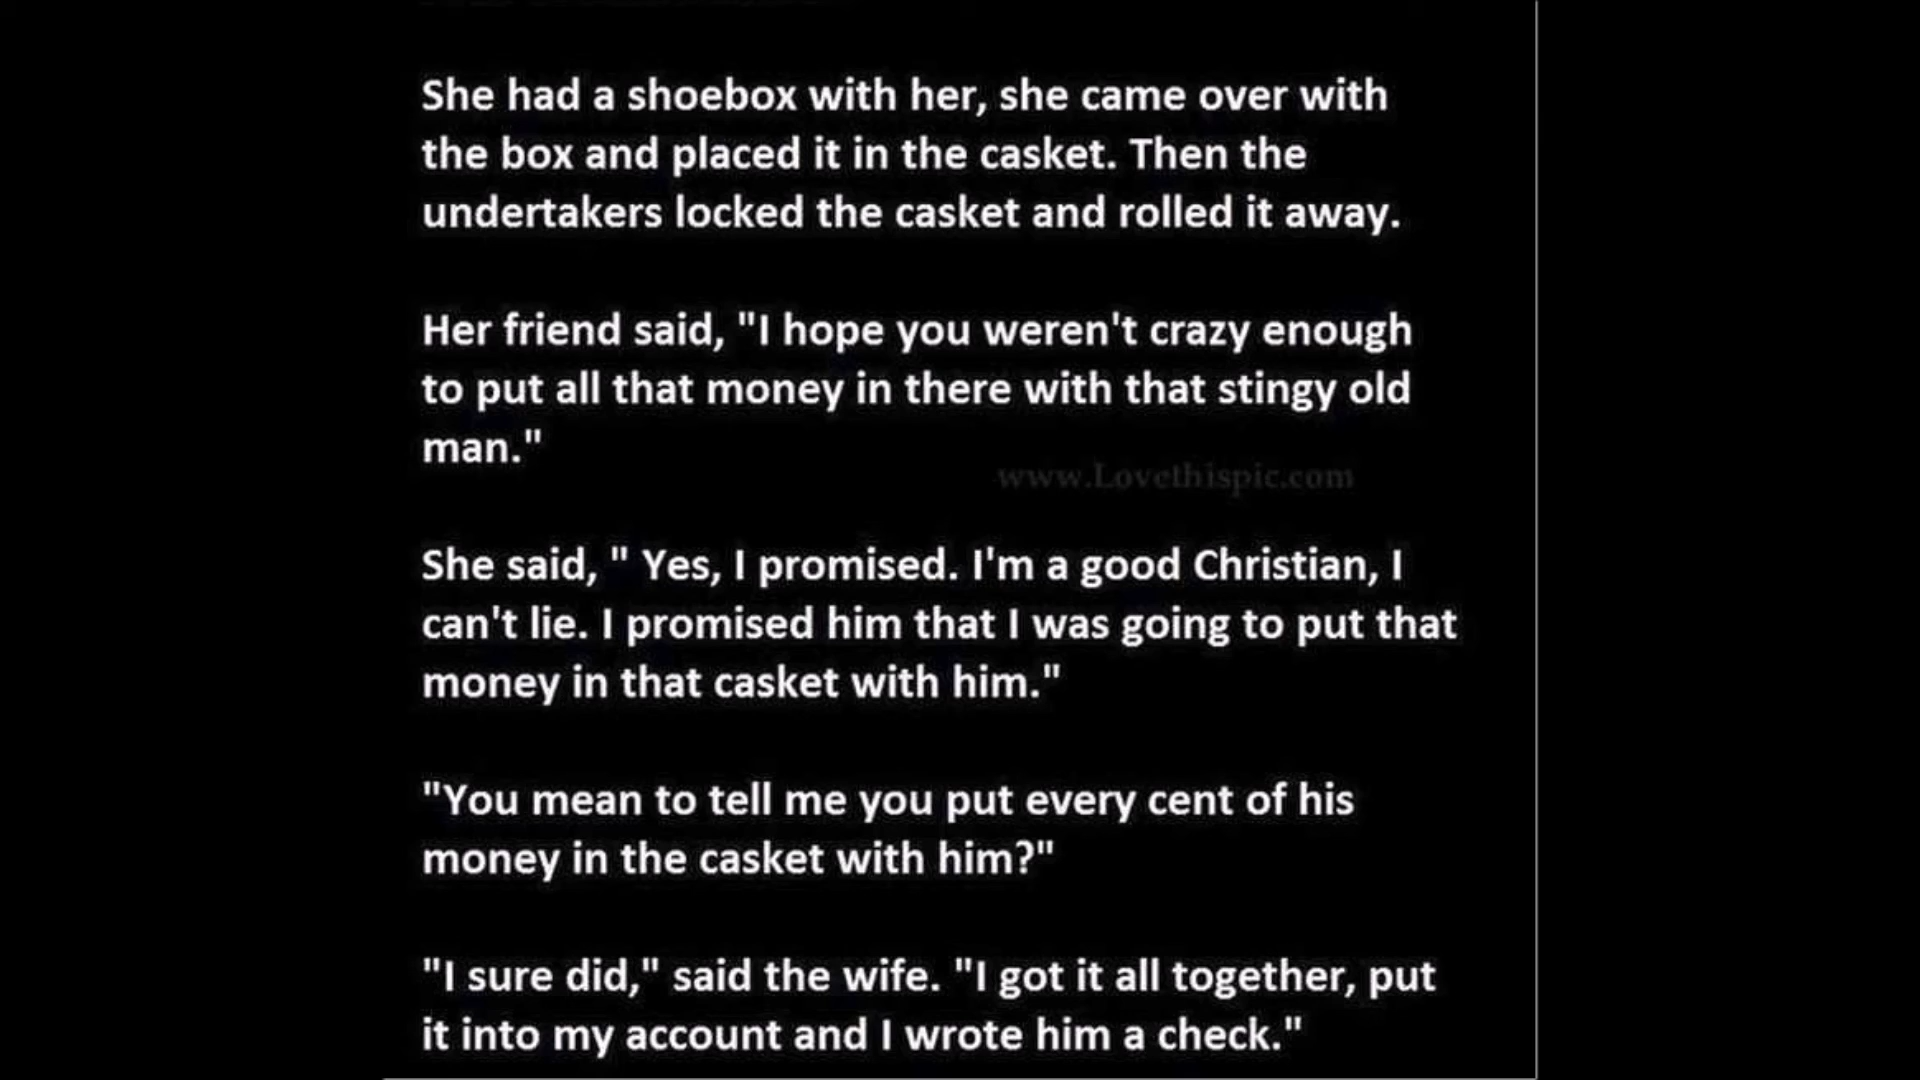 She had a shoebox with her, she came over with
the box and placed it in the casket. Then the
undertakers locked the casket and rolled it away.
Her friend said, "I hope you weren't crazy enough
to put all that money in there with that stingy old
man."
www.Lovethispic.com
She said, " Yes, I promised. I'm a good Christian, I
can't lie. I promised him that I was going to put that
money in that casket with him."
"You mean to tell me you put every cent of his
money in the casket with him?"
"I sure did," said the wife. "I got it all together, put
it into my account and I wrote him a check."